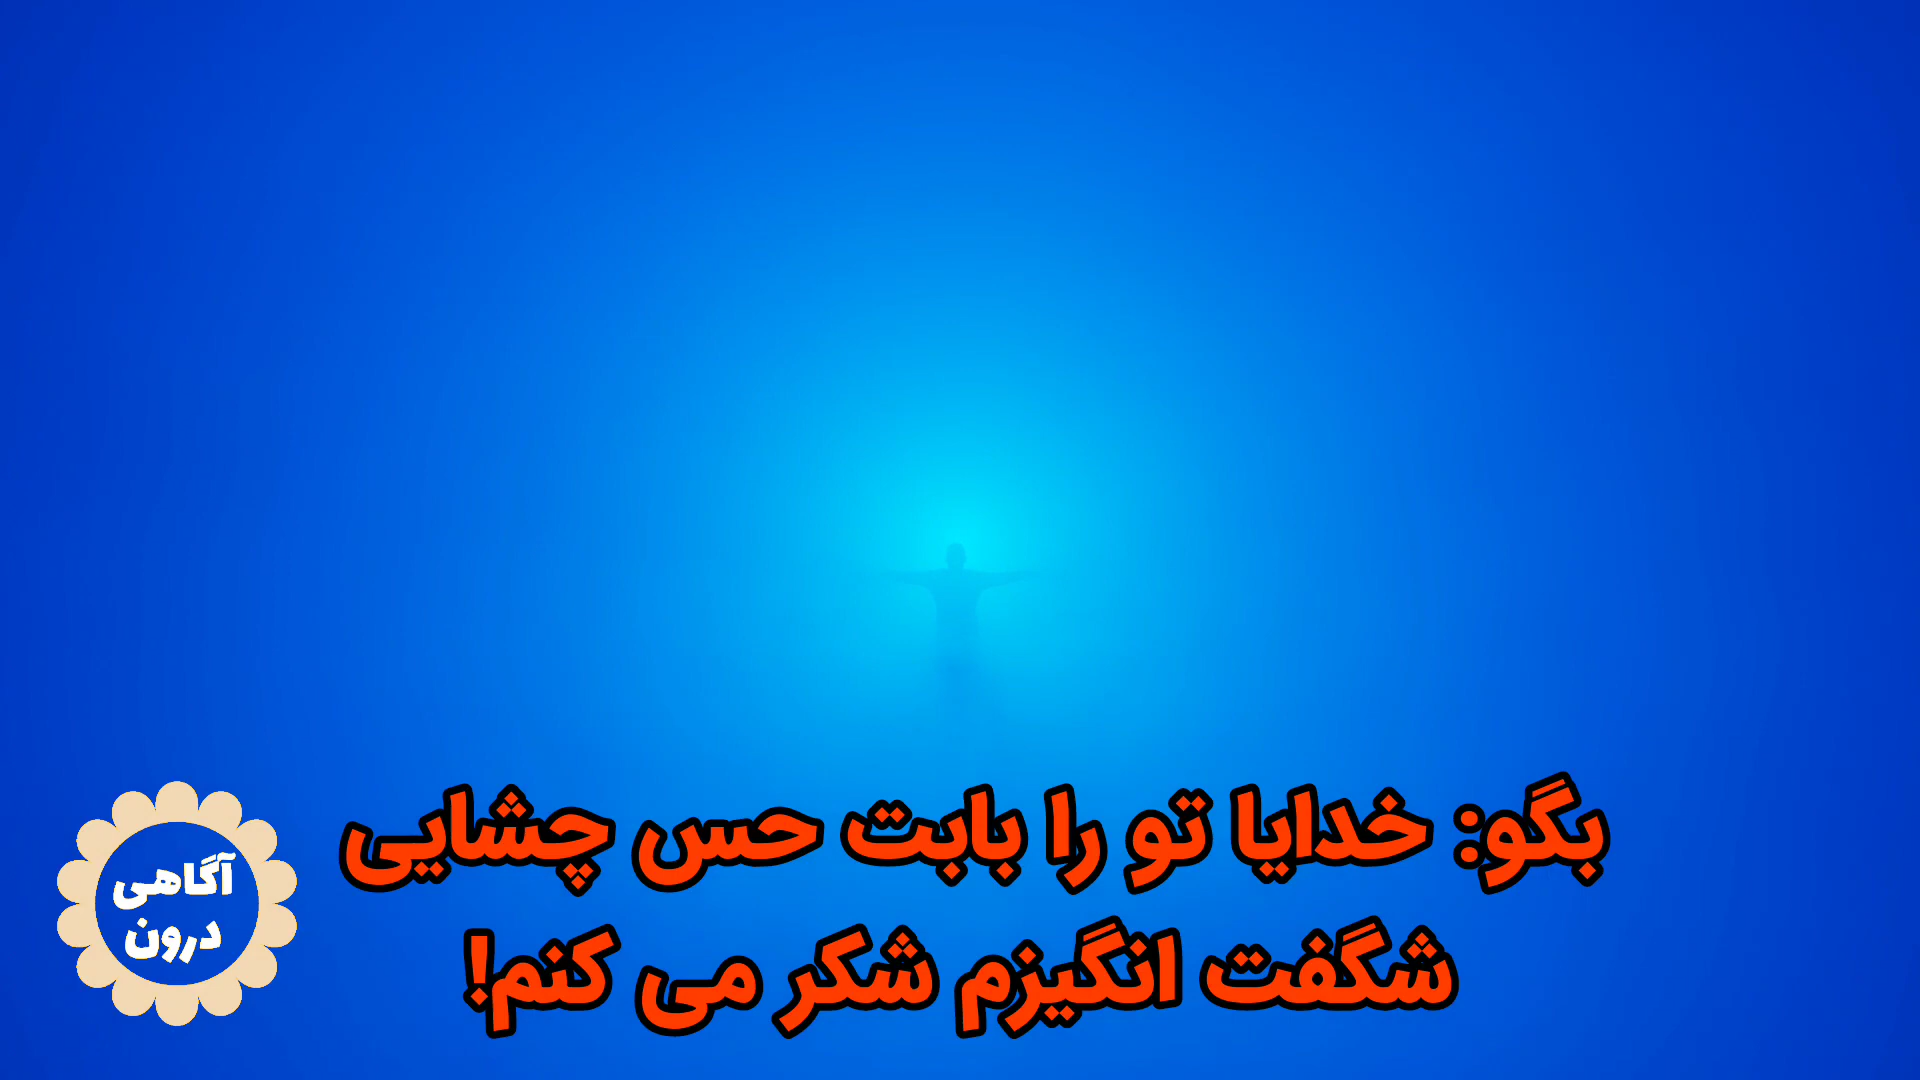 بگو: خدایا تو را بابت حس چشایی
شگفت انگیزم شکر می کنم!
آگاهی
درون